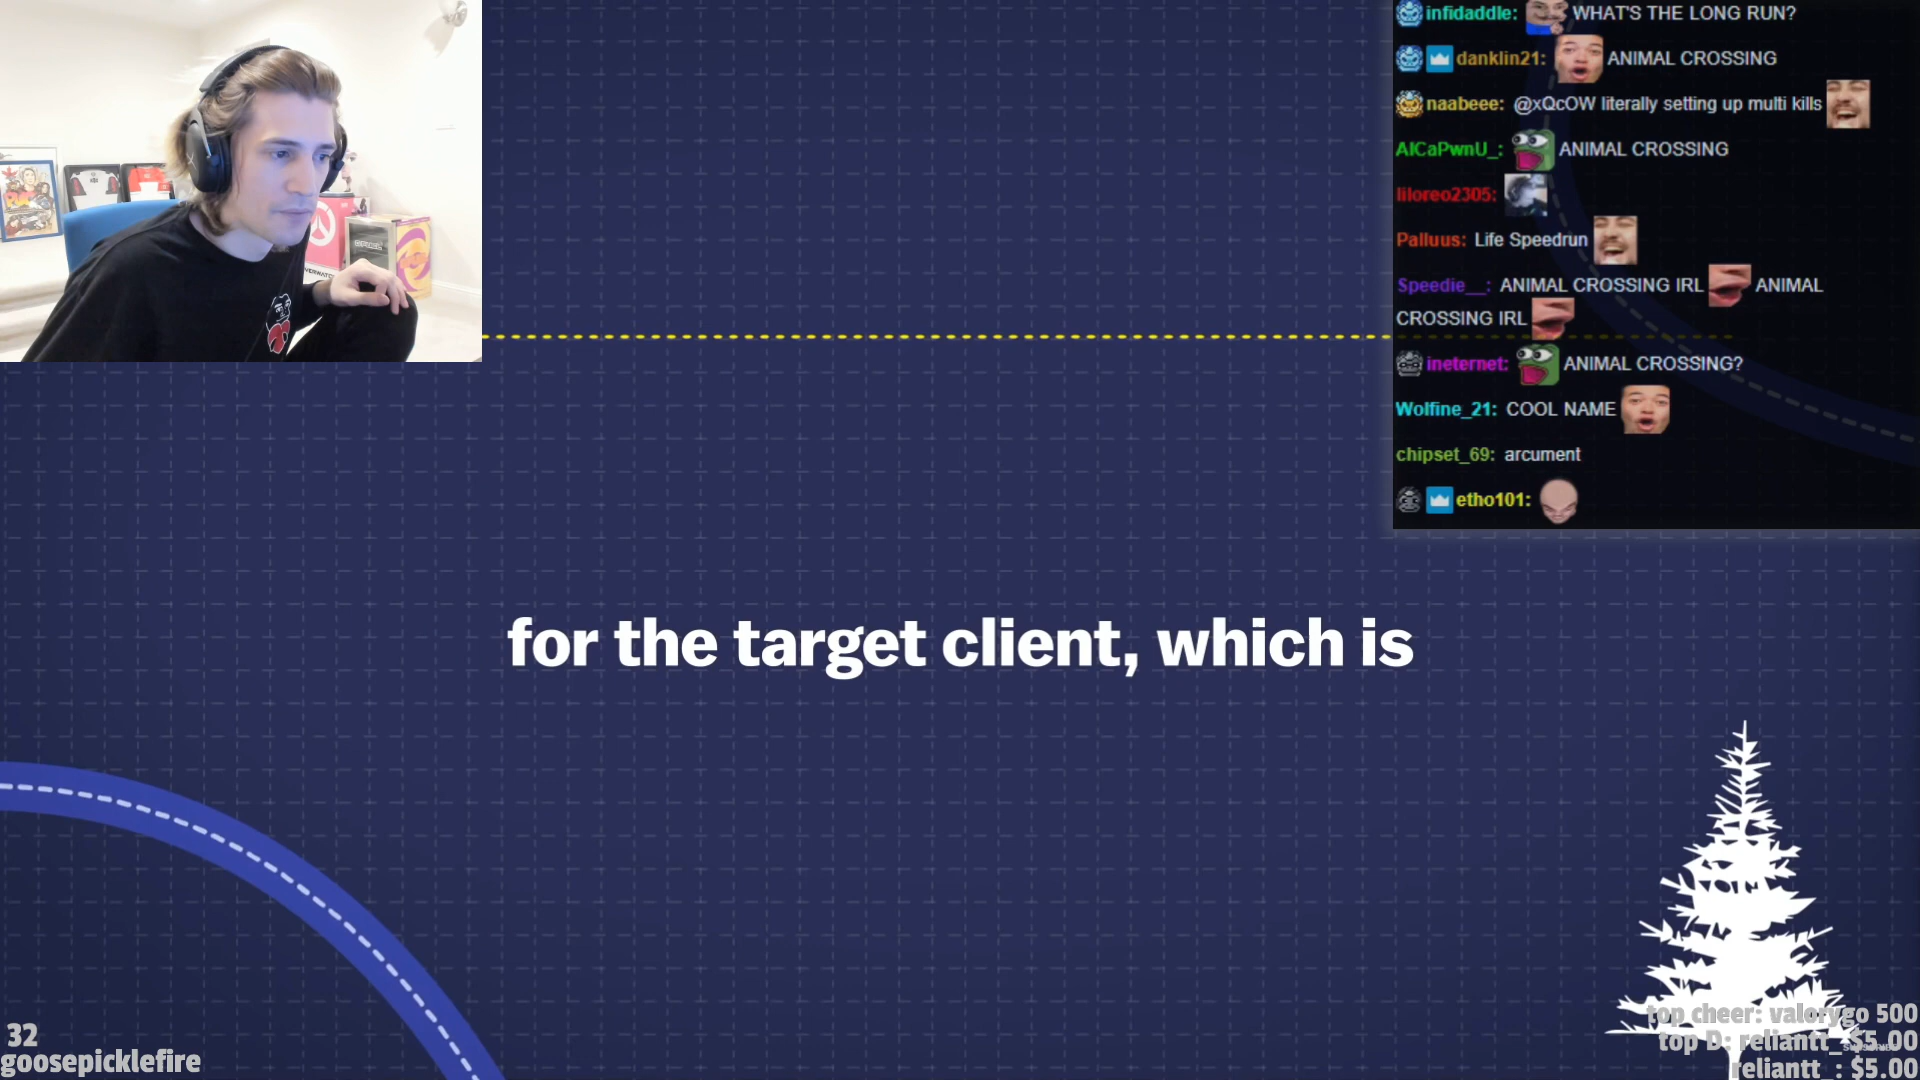 infidaddle: WHAT'S THE LONG RUN?
danklin21: ANIMAL CROSSING
naabeee: @xQcOW literally setting up multi kills
AlCaPwnU_: ANIMAL CROSSING
liloreo2305:
Palluus: Life Speedrun
Speedie__: ANIMAL CROSSING IRL ANIMAL
CROSSING IRL
ineternet: ANIMAL CROSSING?
Wolfine_21: COOL NAME
chipset_69: arcument
etho101:
for the target client, which is
32
goosepicklefire
top cheer: valorygo 500
top D: reliantt_ $5.00
reliantt_: $5.00